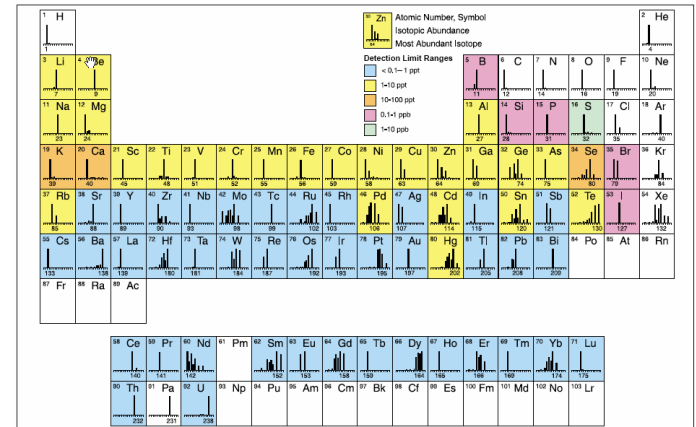 1 H 2 He
30 Zn Atomic Number, Symbol
Isotopic Abundance
64 Most Abundant Isotope
1 4
Detection Limit Ranges
< 0,1–1 ppt
1-10 ppt
10-100 ppt
0.1-1 ppb
1-10 ppb
3 Li 4 Be 5 B 6 C 7 N 8 O 9 F 10 Ne
7 9 11 12 14 16 19 20
11 Na 12 Mg 13 Al 14 Si 15 P 16 S 17 Cl 18 Ar
23 24 27 28 31 32 35 40
19 K 20 Ca 21 Sc 22 Ti 23 V 24 Cr 25 Mn 26 Fe 27 Co 28 Ni 29 Cu 30 Zn 31 Ga 32 Ge 33 As 34 Se 35 Br 36 Kr
39 40 45 48 51 52 55 56 59 58 63 64 69 74 75 80 79 84
37 Rb 38 Sr 39 Y 40 Zr 41 Nb 42 Mo 43 Tc 44 Ru 45 Rh 46 Pd 47 Ag 48 Cd 49 In 50 Sn 51 Sb 52 Te 53 I 54 Xe
85 88 89 90 93 98 102 103 106 107 114 115 120 121 130 127 132
55 Cs 56 Ba 57 La 72 Hf 73 Ta 74 W 75 Re 76 Os 77 Ir 78 Pt 79 Au 80 Hg 81 Tl 82 Pb 83 Bi 84 Po 85 At 86 Rn
133 138 139 180 181 184 187 192 193 195 197 202 205 208 209
87 Fr 88 Ra 89 Ac
58 Ce 59 Pr 60 Nd 61 Pm 62 Sm 63 Eu 64 Gd 65 Tb 66 Dy 67 Ho 68 Er 69 Tm 70 Yb 71 Lu
140 141 142 152 153 158 164 165 166 169 174 175
90 Th 91 Pa 92 U 93 Np 94 Pu 95 Am 96 Cm 97 Bk 98 Cf 99 Es 100 Fm 101 Md 102 No 103 Lr
232 231 238